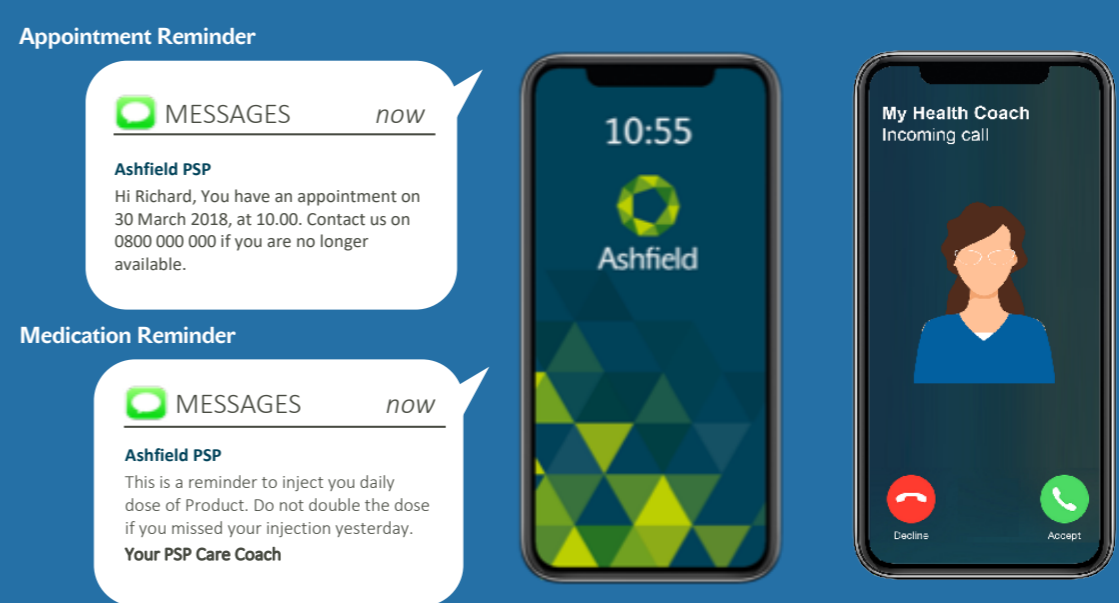 Appointment Reminder
MESSAGES now
Ashfield PSP
Hi Richard, You have an appointment on
30 March 2018, at 10.00. Contact us on
0800 000 000 if you are no longer
available.
Medication Reminder
MESSAGES now
Ashfield PSP
This is a reminder to inject you daily
dose of Product. Do not double the dose
if you missed your injection yesterday.
Your PSP Care Coach
10:55
Ashfield
My Health Coach
Incoming call
Decline Accept